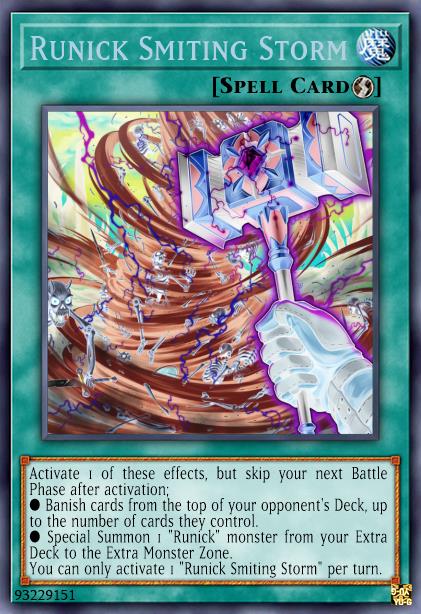 Runick Smiting Storm 魔
[Spell Card]
Activate 1 of these effects, but skip your next Battle
Phase after activation;
● Banish cards from the top of your opponent's Deck, up
to the number of cards they control.
● Special Summon 1 "Runick" monster from your Extra
Deck to the Extra Monster Zone.
You can only activate 1 "Runick Smiting Storm" per turn.
93229151